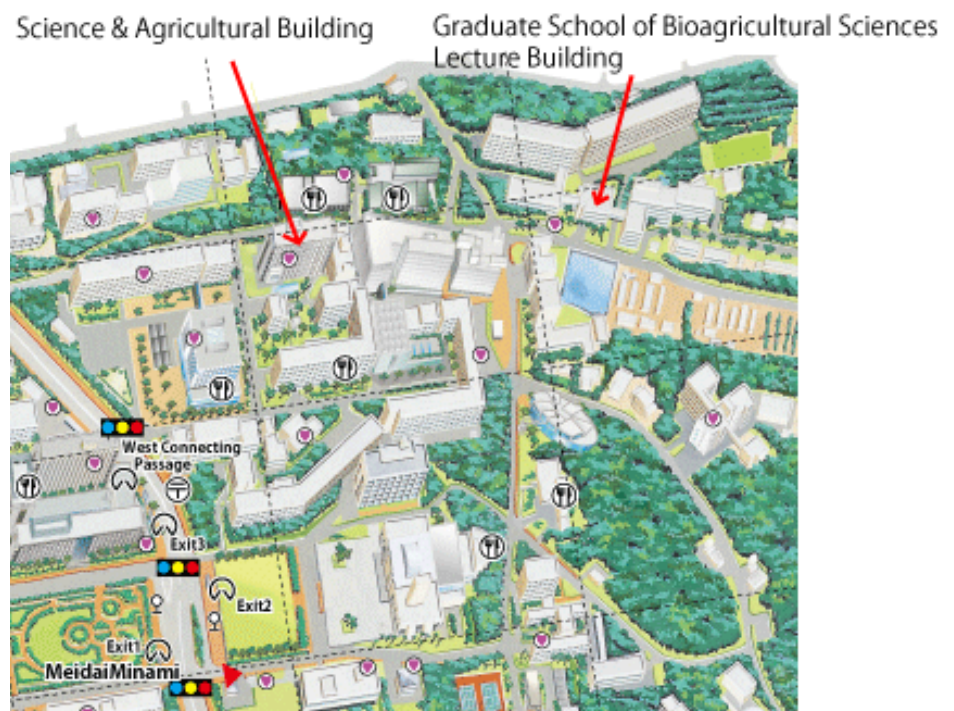 Science & Agricultural Building
Graduate School of Bioagricultural Sciences
Lecture Building
West Connecting
Passage
Exit3
Exit2
Exit1
MeidaiMinami